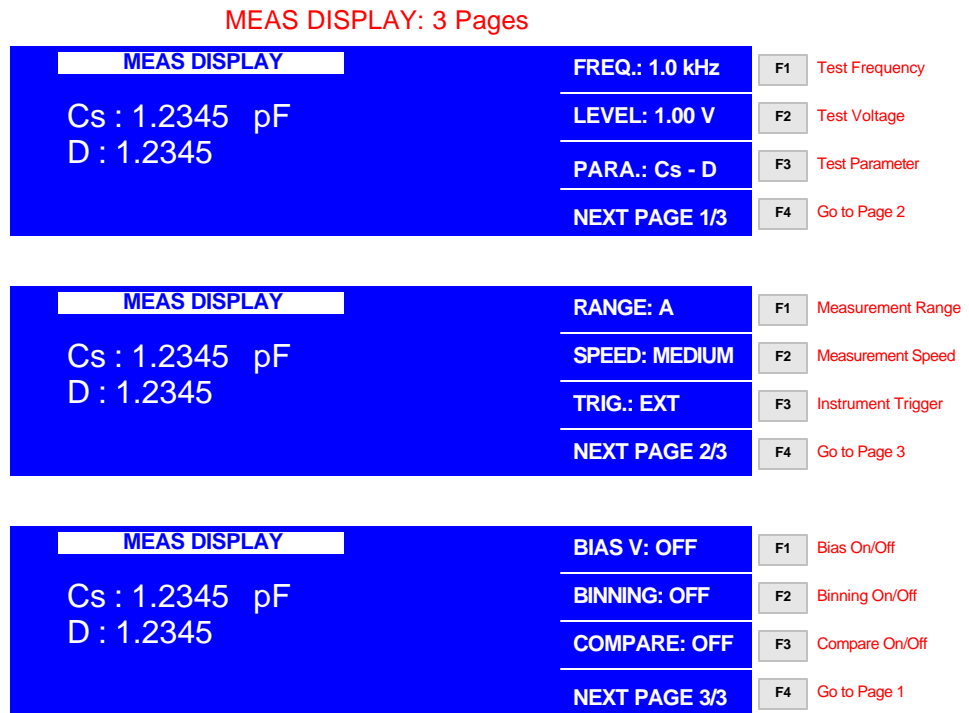 MEAS DISPLAY: 3 Pages
MEAS DISPLAY
Cs : 1.2345 pF
D : 1.2345
FREQ.: 1.0 kHz
F1 Test Frequency
LEVEL: 1.00 V
F2 Test Voltage
PARA.: Cs - D
F3 Test Parameter
NEXT PAGE 1/3
F4 Go to Page 2
MEAS DISPLAY
Cs : 1.2345 pF
D : 1.2345
RANGE: A
F1 Measurement Range
SPEED: MEDIUM
F2 Measurement Speed
TRIG.: EXT
F3 Instrument Trigger
NEXT PAGE 2/3
F4 Go to Page 3
MEAS DISPLAY
Cs : 1.2345 pF
D : 1.2345
BIAS V: OFF
F1 Bias On/Off
BINNING: OFF
F2 Binning On/Off
COMPARE: OFF
F3 Compare On/Off
NEXT PAGE 3/3
F4 Go to Page 1